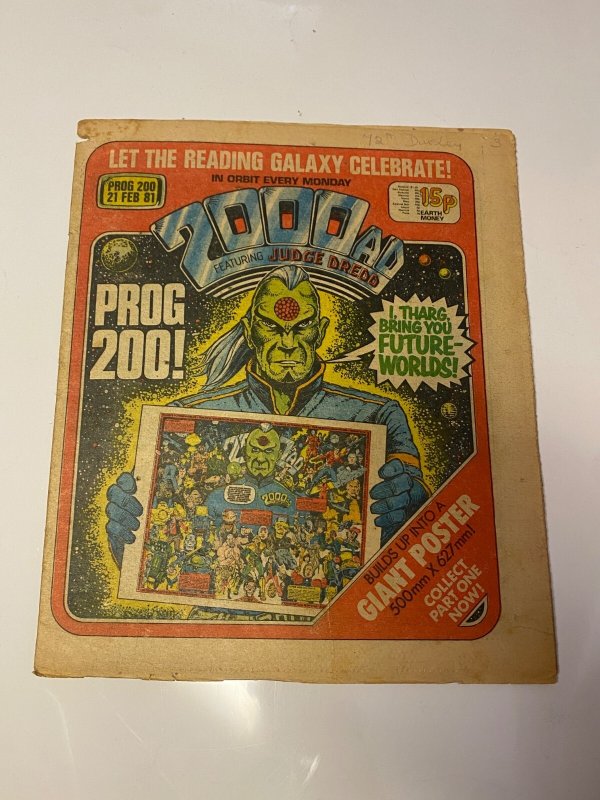 LET THE READING GALAXY CELEBRATE!
PROG 200
21 FEB 81
IN ORBIT EVERY MONDAY
15p
EARTH
MONEY
2000AD
FEATURING JUDGE DREDD
PROG
200!
I, THARG,
BRING YOU
FUTURE-
WORLDS!
2000AD
BUILDS UP INTO A
GIANT POSTER
500mm X 627mm!
COLLECT
PART ONE
NOW!